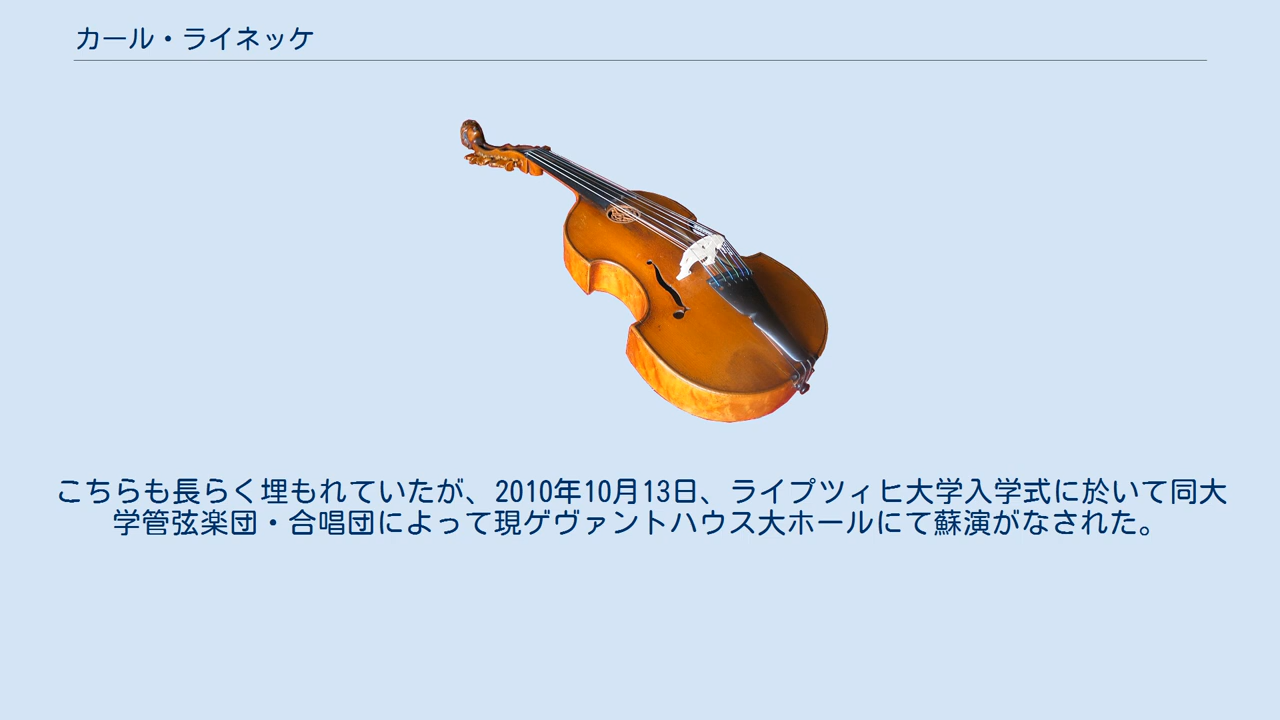 カール・ライネッケ
こちらも長らく埋もれていたが、2010年10月13日、ライプツィヒ大学入学式に於いて同大
学管弦楽団・合唱団によって現ゲヴァントハウス大ホールにて蘇演がなされた。